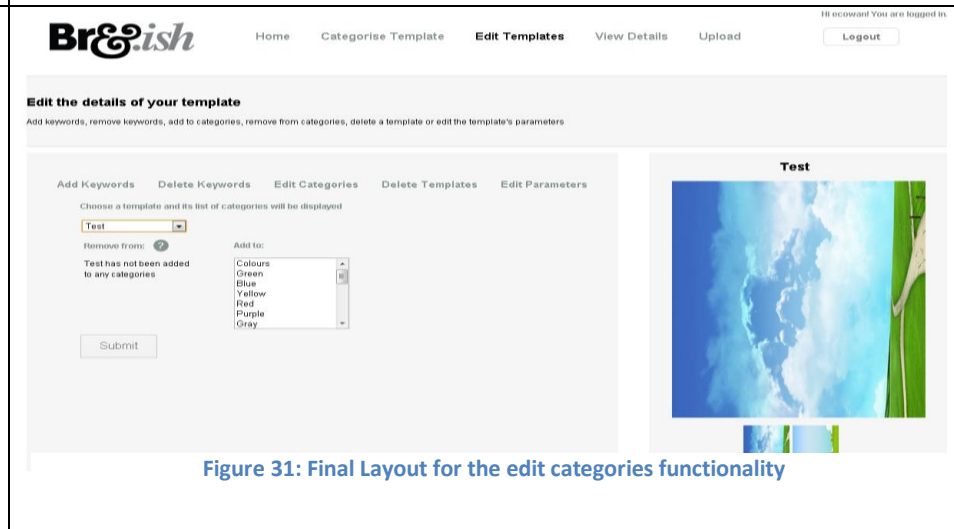 Hi ecowan! You are logged in.
Br&.ish
Home Categorise Template Edit Templates View Details Upload Logout
Edit the details of your template
Add keywords, remove keywords, add to categories, remove from categories, delete a template or edit the template's parameters
Add Keywords Delete Keywords Edit Categories Delete Templates Edit Parameters
Choose a template and its list of categories will be displayed
Test
Remove from: ? Add to:
Test has not been added
to any categories
Colours
Green
Blue
Yellow
Red
Purple
Gray
Submit
Test
Figure 31: Final Layout for the edit categories functionality